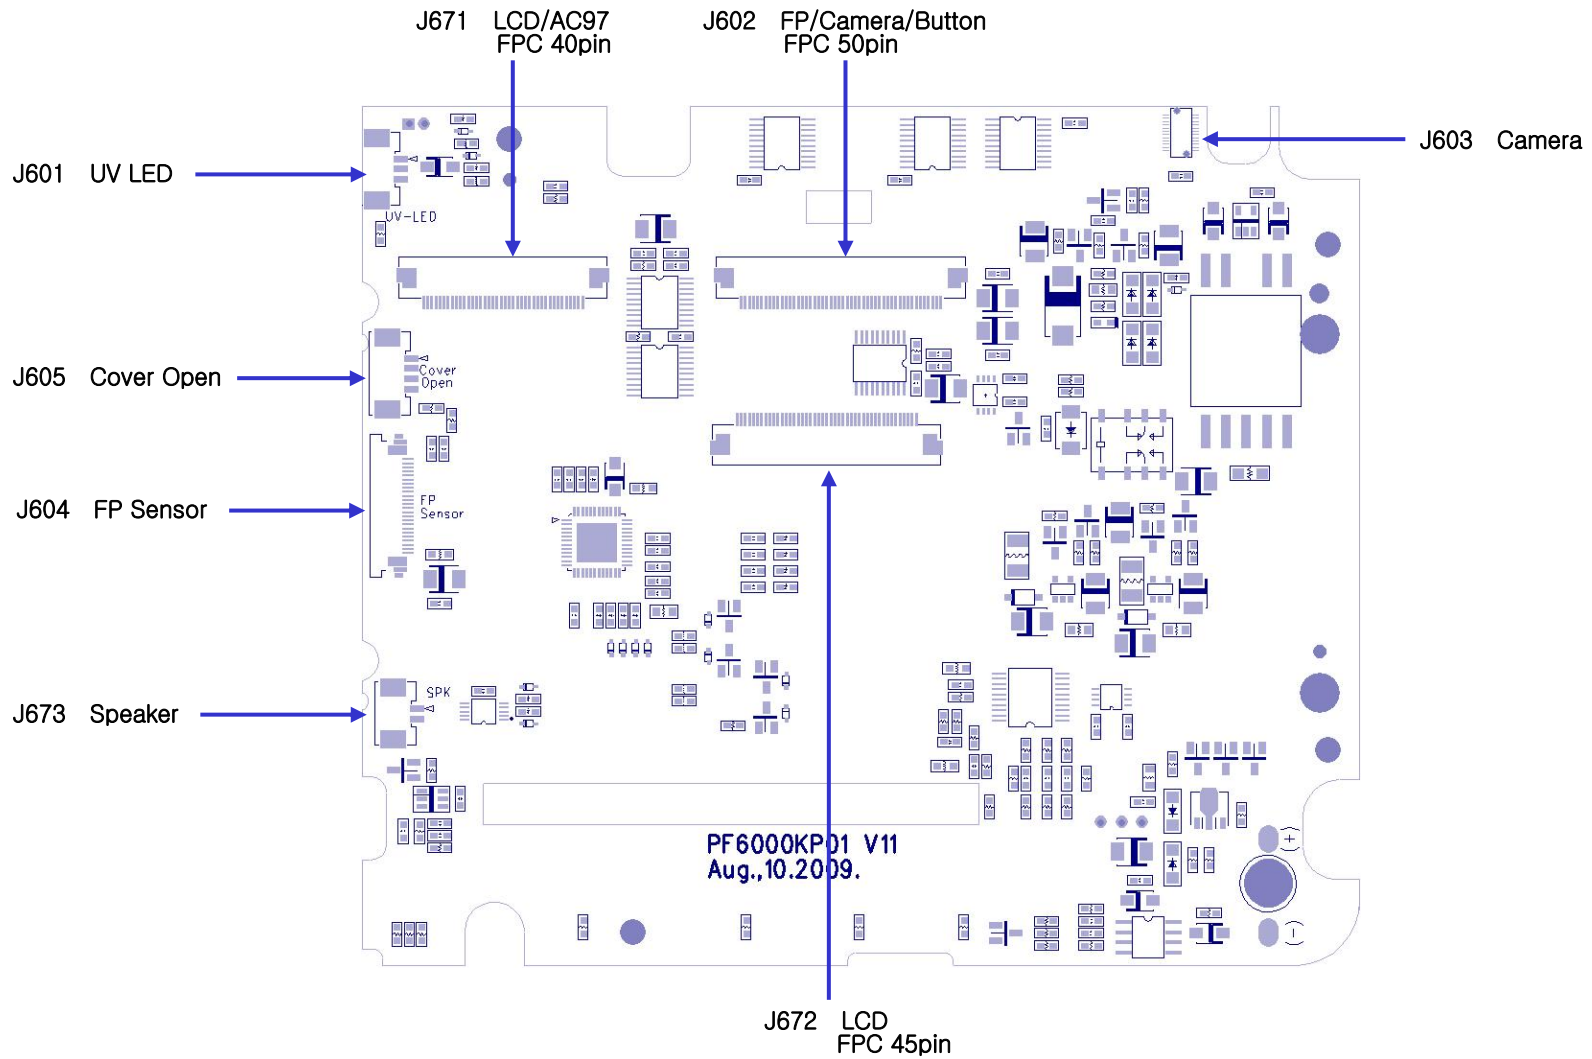 J671 LCD/AC97
FPC 40pin
J602 FP/Camera/Button
FPC 50pin
J603 Camera
J601 UV LED
UV-LED
J605 Cover Open
Cover
Open
J604 FP Sensor
FP
Sensor
J673 Speaker
SPK
PF6000KP01 V11
Aug.,10.2009.
(+)
(-)
J672 LCD
FPC 45pin